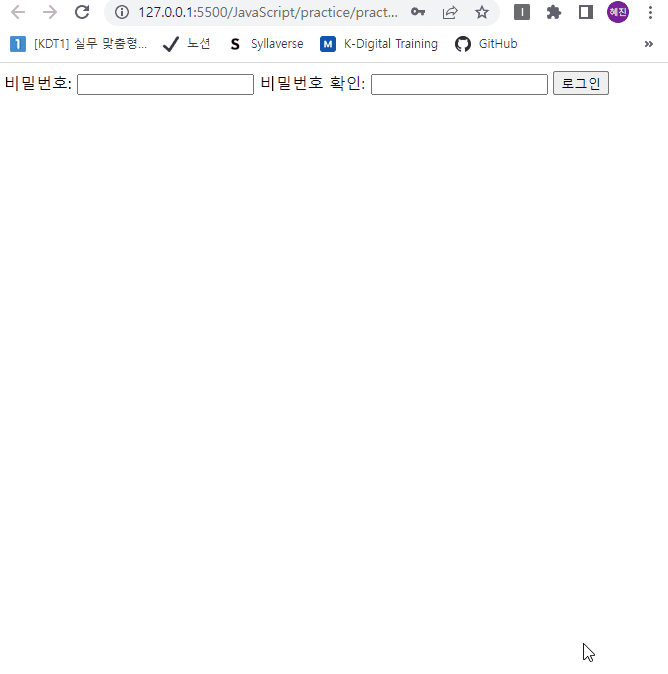 127.0.0.1:5500/JavaScript/practice/pract... I 혜진
1 [KDT1] 실무 맞춤형... 노션 S Syllaverse M K-Digital Training GitHub »
비밀번호: 비밀번호 확인: 로그인